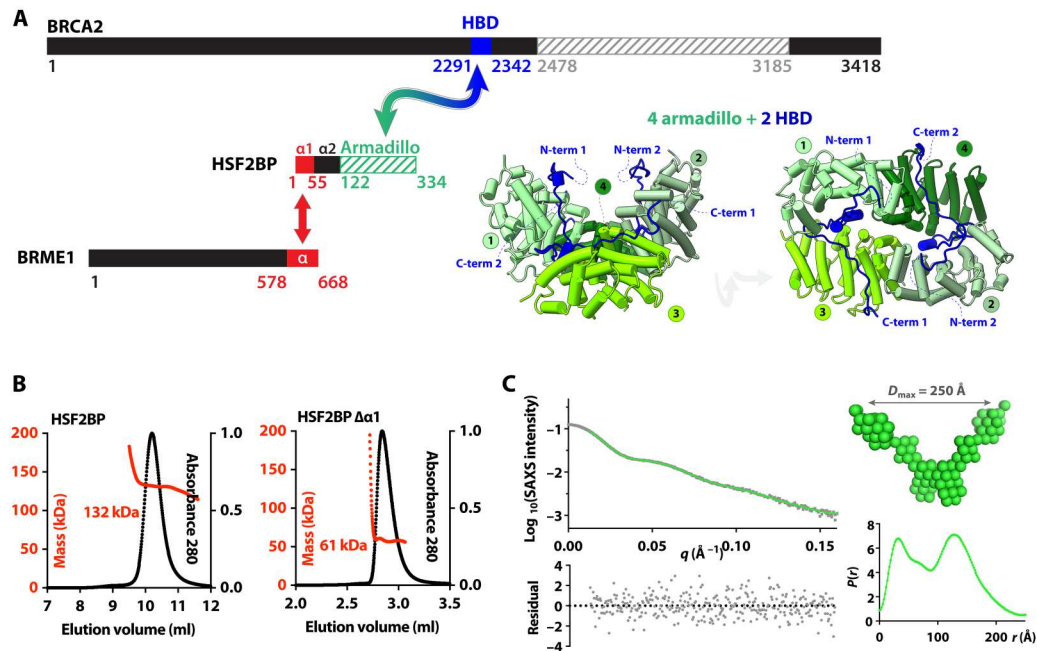 A
BRCA2
HBD
1
2291
2342
2478
3185
3418
4 armadillo + 2 HBD
HSF2BP
α1
α2
Armadillo
1
55
122
334
BRME1
α
1
578
668
N-term 1
N-term 2
2
4
C-term 1
1
C-term 2
3
1
N-term 1
C-term 2
4
3
C-term 1
N-term 2
2
B
HSF2BP
200
150
100
50
0
Mass (kDa)
132 kDa
1.0
0.5
0.0
Absorbance 280
7 8 9 10 11 12
Elution volume (ml)
HSF2BP Δα1
200
150
100
50
0
Mass (kDa)
61 kDa
1.0
0.5
0.0
Absorbance 280
2.0 2.5 3.0 3.5
Elution volume (ml)
C
Log 10(SAXS intensity)
−1
−2
−3
0.00 0.05 0.10 0.15
q (Å⁻¹)
Residual
4
2
0
−2
−4
Dmax = 250 Å
P(r)
8
6
4
2
0
0 100 200 r (Å)